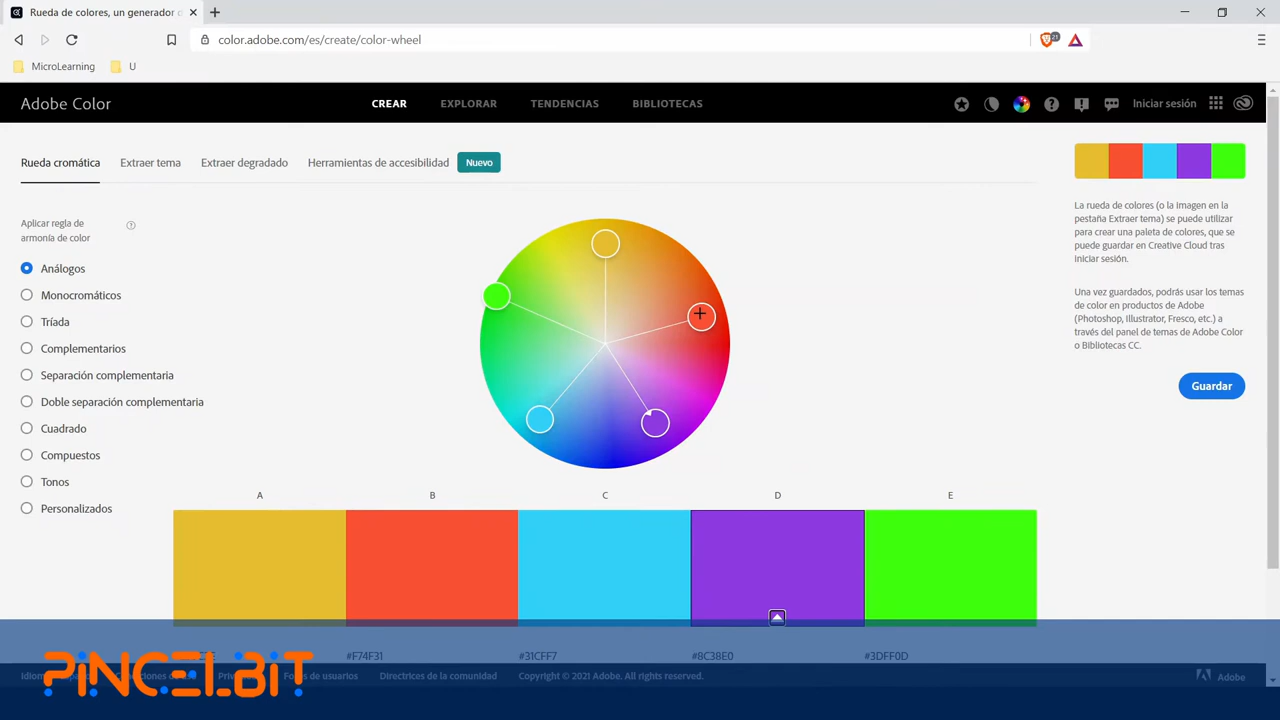 Rueda de colores, un generador d
color.adobe.com/es/create/color-wheel
21
MicroLearning
U
Adobe Color
CREAR
EXPLORAR
TENDENCIAS
BIBLIOTECAS
Iniciar sesión
Rueda cromática
Extraer tema
Extraer degradado
Herramientas de accesibilidad
Nuevo
Aplicar regla de
armonía de color
Análogos
Monocromáticos
Tríada
Complementarios
Separación complementaria
Doble separación complementaria
Cuadrado
Compuestos
Tonos
Personalizados
La rueda de colores (o la imagen en la
pestaña Extraer tema) se puede utilizar
para crear una paleta de colores, que se
puede guardar en Creative Cloud tras
iniciar sesión.
Una vez guardados, podrás usar los temas
de color en productos de Adobe
(Photoshop, Illustrator, Fresco, etc.) a
través del panel de temas de Adobe Color
o Bibliotecas CC.
Guardar
A
B
C
D
E
#F74F31
#31CFF7
#8C38E0
#3DFF0D
PINCELBIT
de usuarios
Directrices de la comunidad
Copyright © 2021 Adobe. All rights reserved.
Adobe